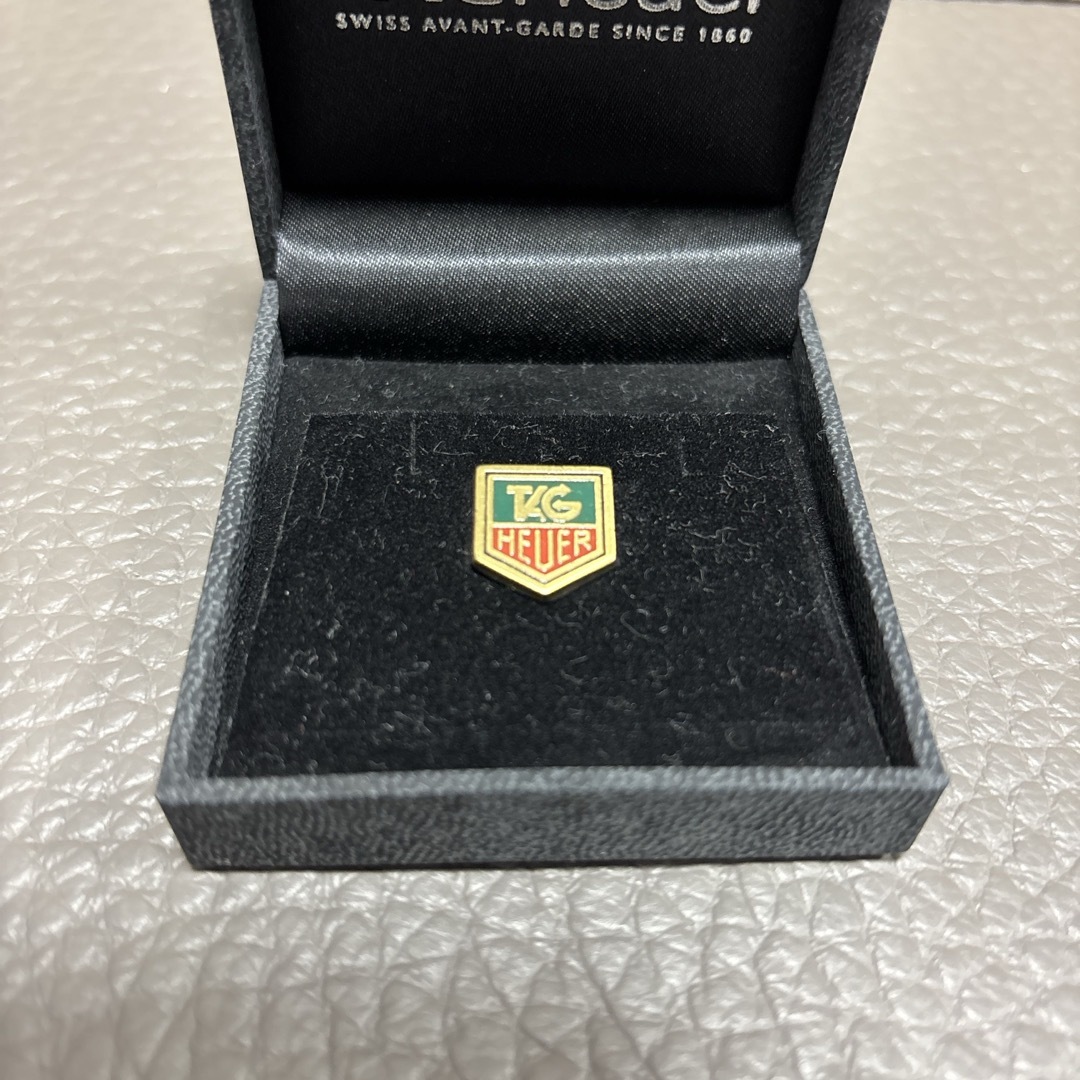 SWISS AVANT-GARDE SINCE 1860
TAG
HEUER